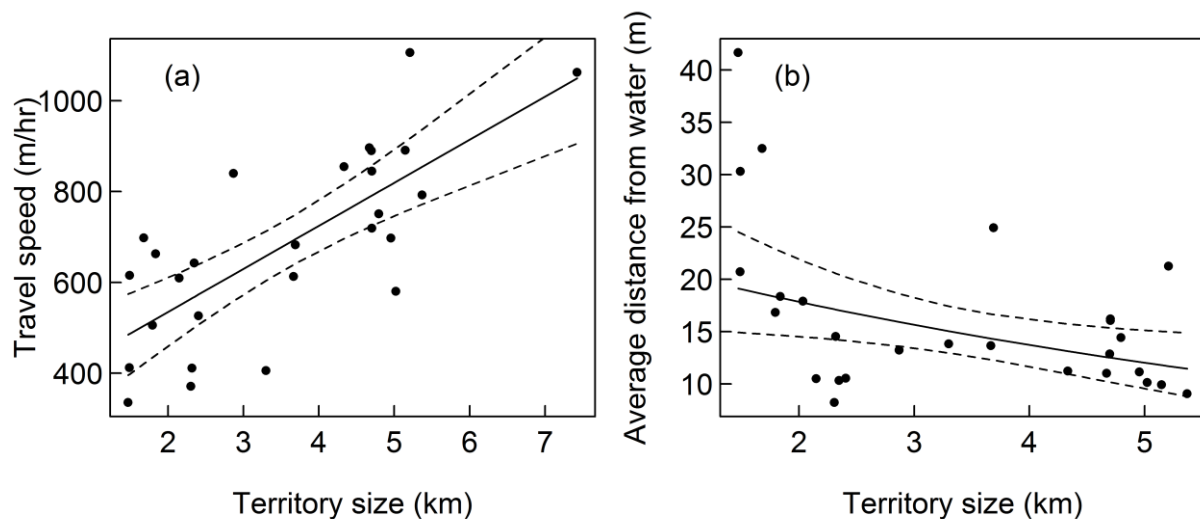 (a)
Travel speed (m/hr)
1000
800
600
400
2 3 4 5 6 7
Territory size (km)
(b)
Average distance from water (m)
40
35
30
25
20
15
10
2 3 4 5
Territory size (km)